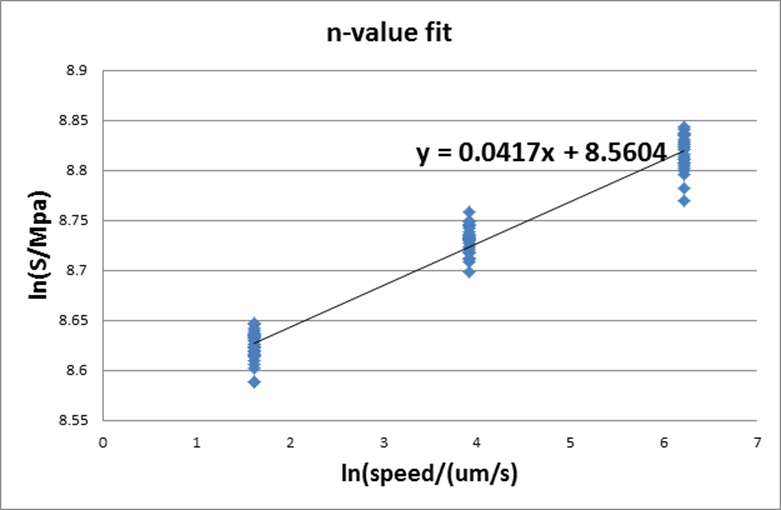 n-value fit
8.9
8.85
8.8
8.75
8.7
8.65
8.6
8.55
ln(S/Mpa)
y = 0.0417x + 8.5604
0 1 2 3 4 5 6 7
ln(speed/(um/s)